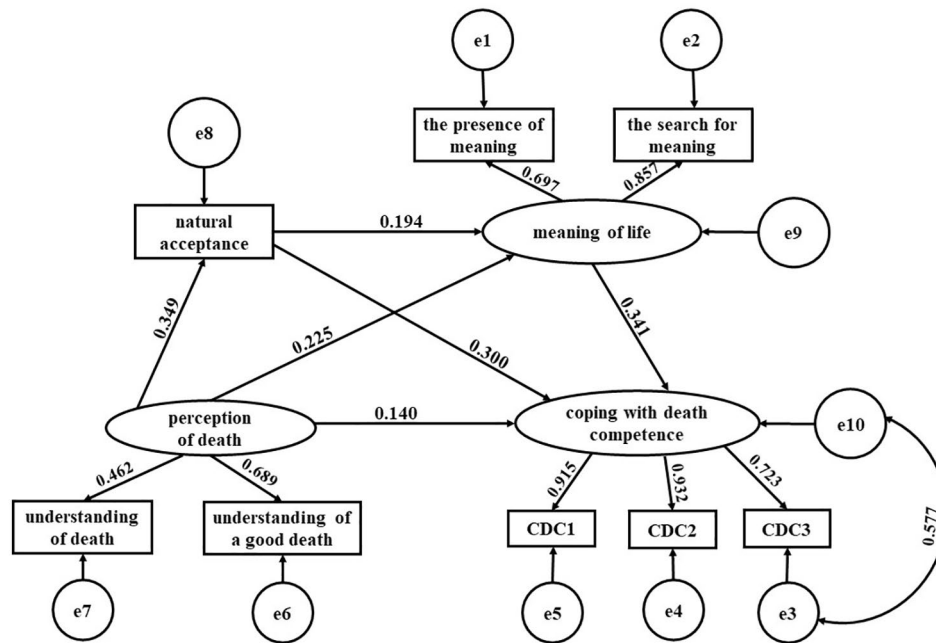 e1
e2
e8
the presence of
meaning
the search for
meaning
0.697
0.857
natural
acceptance
0.194
meaning of life
e9
0.349
0.225
0.300
0.341
perception
of death
0.140
coping with death
competence
e10
0.462
0.689
0.915
0.932
0.723
0.577
understanding
of death
understanding of
a good death
CDC1
CDC2
CDC3
e7
e6
e5
e4
e3